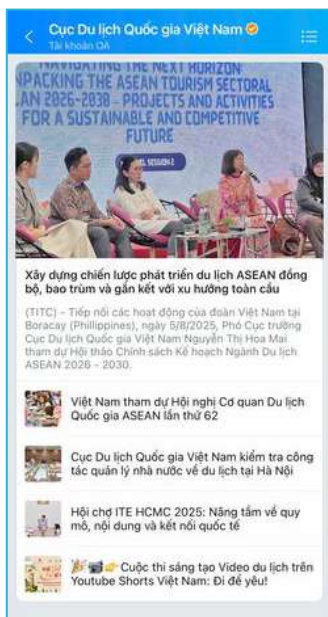 Cục Du lịch Quốc gia Việt Nam
Tài khoản OA
NAVIGATING THE NEXT HORIZON
NPACKING THE ASEAN TOURISM SECTORAL
AN 2026-2030 - PROJECTS AND ACTIVITIES
FOR A SUSTAINABLE AND COMPETITIVE
FUTURE
EL SESSION 2
Xây dựng chiến lược phát triển du lịch ASEAN đồng
bộ, bao trùm và gắn kết với xu hướng toàn cầu
(TITC) - Tiếp nối các hoạt động của đoàn Việt Nam tại
Boracay (Phillippines), ngày 5/8/2025, Phó Cục trưởng
Cục Du lịch Quốc gia Việt Nam Nguyễn Thị Hoa Mai
tham dự Hội thảo Chính sách Kế hoạch Ngành Du lịch
ASEAN 2026 - 2030.
Việt Nam tham dự Hội nghị Cơ quan Du lịch
Quốc gia ASEAN lần thứ 62
Cục Du lịch Quốc gia Việt Nam kiểm tra công
tác quản lý nhà nước về du lịch tại Hà Nội
Hội chợ ITE HCMC 2025: Nâng tầm về quy
mô, nội dung và kết nối quốc tế
🎉📹👉 Cuộc thi sáng tạo Video du lịch trên
Youtube Shorts Việt Nam: Đi để yêu!